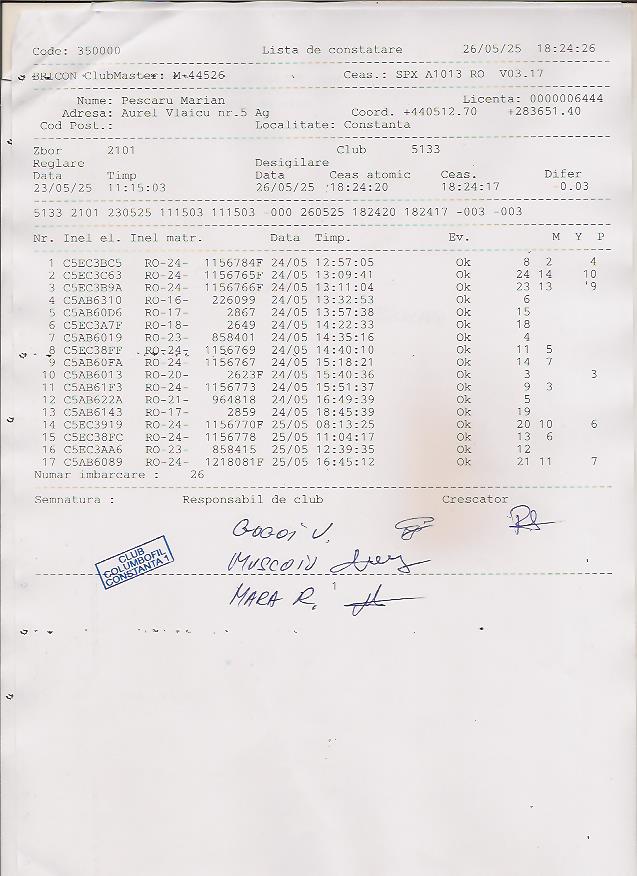 Code: 350000 Lista de constatare 26/05/25 18:24:26
BRICON ClubMaster: M-44526 Ceas.: SPX A1013 RO V03.17
Nume: Pescaru Marian Licenta: 0000006444
Adresa: Aurel Vlaicu nr.5 Ag Coord. +440512.70 +283651.40
Cod Post.: Localitate: Constanta
Zbor 2101 Club 5133
Reglare Desigilare
Data Timp Data Ceas atomic Ceas. Difer
23/05/25 11:15:03 26/05/25 18:24:20 18:24:17 -0.03
5133 2101 230525 111503 111503 -000 260525 182420 182417 -003 -003
Nr. Inel el. Inel matr. Data Timp. Ev. M Y P
1 C5EC3BC5 RO-24- 1156784F 24/05 12:57:05 Ok 8 2 4
2 C5EC3C63 RO-24- 1156765F 24/05 13:09:41 Ok 24 14 10
3 C5EC3B9A RO-24- 1156766F 24/05 13:11:04 Ok 23 13 9
4 C5AB6310 RO-16- 226099 24/05 13:32:53 Ok 6
5 C5AB60D6 RO-17- 2867 24/05 13:57:38 Ok 15
6 C5EC3A7F RO-18- 2649 24/05 14:22:33 Ok 18
7 C5AB6019 RO-23- 858401 24/05 14:35:16 Ok 4
8 C5EC38FF RO-24- 1156769 24/05 14:40:10 Ok 11 5
9 C5AB60FA RO-24- 1156767 24/05 15:18:21 Ok 14 7
10 C5AB6013 RO-20- 2623F 24/05 15:40:36 Ok 3 3
11 C5AB61F3 RO-24- 1156773 24/05 15:51:37 Ok 9 3
12 C5AB622A RO-21- 964818 24/05 16:49:39 Ok 5
13 C5AB6143 RO-17- 2859 24/05 18:45:39 Ok 19
14 C5EC3919 RO-24- 1156770F 25/05 08:13:25 Ok 20 10 6
15 C5EC38FC RO-24- 1156778 25/05 11:04:17 Ok 13 6
16 C5EC3AA6 RO-23- 858415 25/05 12:39:35 Ok 12
17 C5AB6089 RO-24- 1218081F 25/05 16:45:12 Ok 21 11 7
Numar imbarcare : 26
Semnatura : Responsabil de club Crescator
GOGOI V.
MUSCOIU
MARA R.
CLUB
COLUMBOFIL
CONSTANTA 1